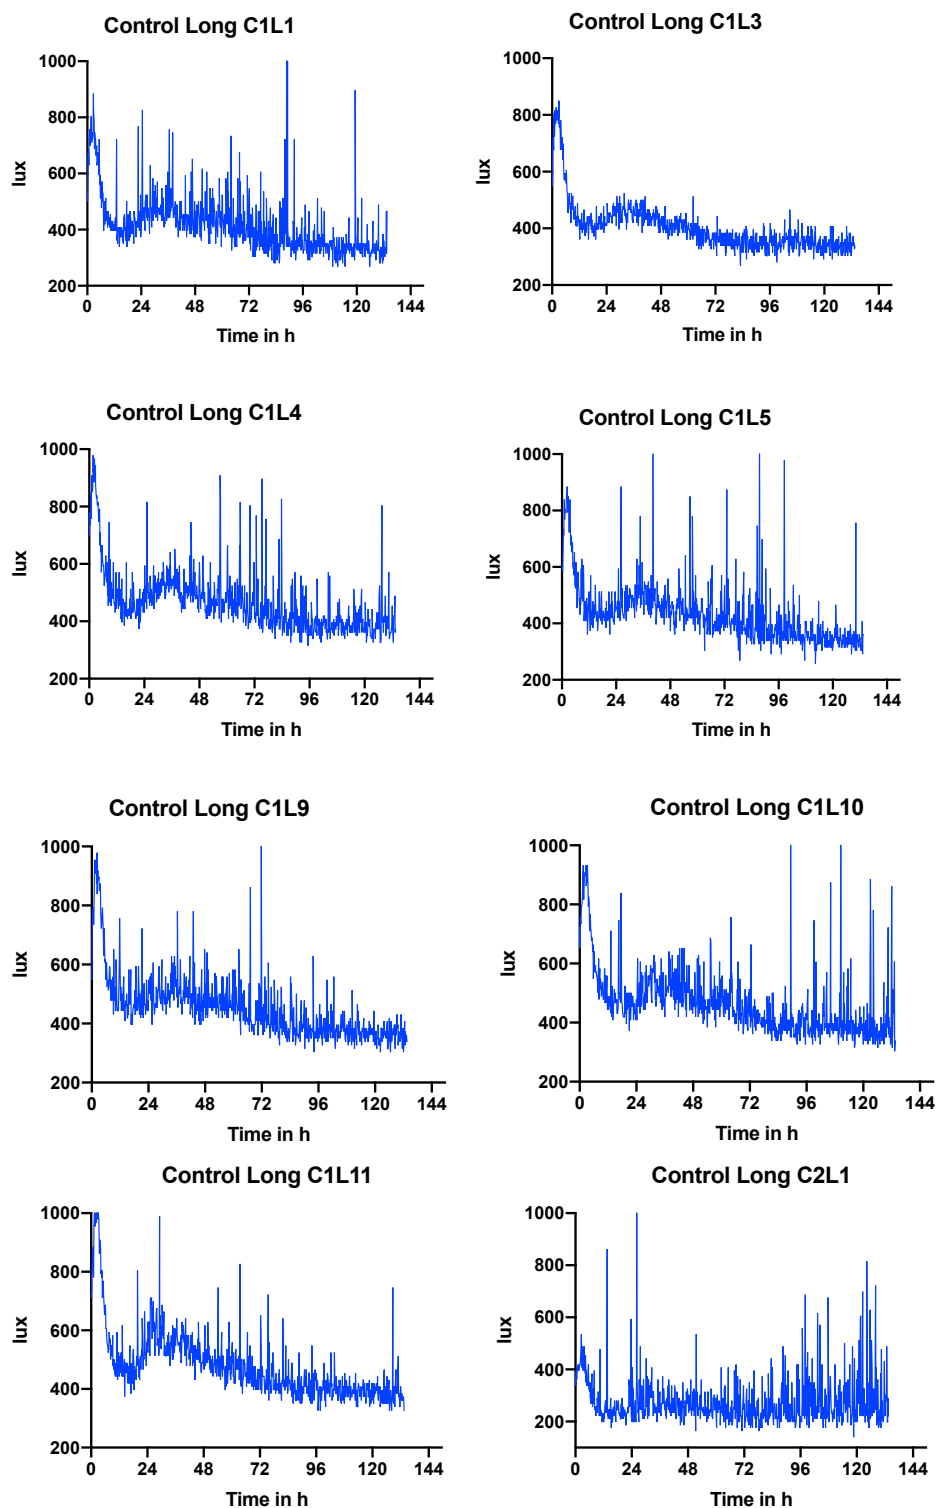 Control Long C1L1
1000
800
600
400
200
lux
0 24 48 72 96 120 144
Time in h
Control Long C1L3
1000
800
600
400
200
lux
0 24 48 72 96 120 144
Time in h
Control Long C1L4
1000
800
600
400
200
lux
0 24 48 72 96 120 144
Time in h
Control Long C1L5
1000
800
600
400
200
lux
0 24 48 72 96 120 144
Time in h
Control Long C1L9
1000
800
600
400
200
lux
0 24 48 72 96 120 144
Time in h
Control Long C1L10
1000
800
600
400
200
lux
0 24 48 72 96 120 144
Time in h
Control Long C1L11
1000
800
600
400
200
lux
0 24 48 72 96 120 144
Time in h
Control Long C2L1
1000
800
600
400
200
lux
0 24 48 72 96 120 144
Time in h